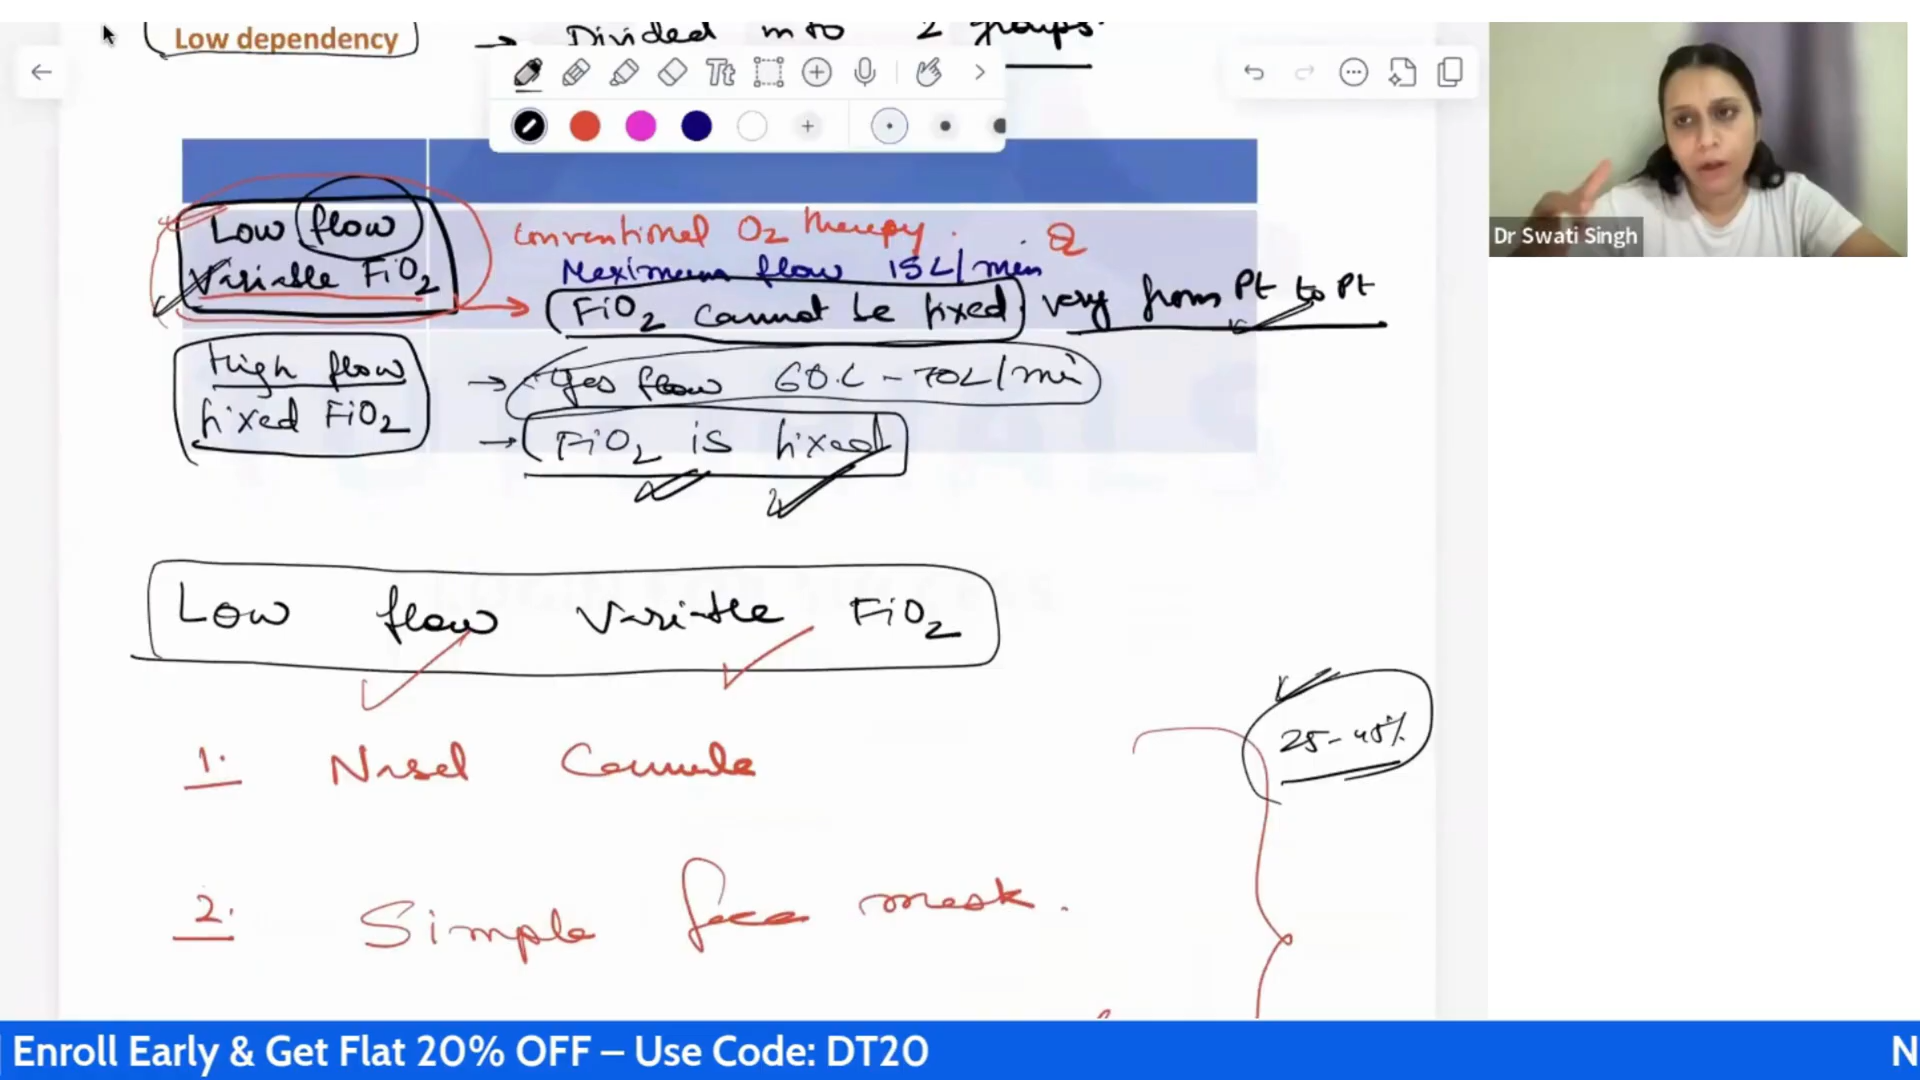 Low dependency → Divided into 2 groups.
Tt
Low flow Variable FiO2
Conventional O2 therapy.
Maximum flow 15L/min
FiO2 cannot be fixed vary from Pt to Pt
High flow fixed FiO2
→ gas flow 60L - 70L/min
→ FiO2 is fixed
Low flow Variable FiO2
25-45%
1. Nasal Cannula
2. Simple face mask.
Dr Swati Singh
Enroll Early & Get Flat 20% OFF – Use Code: DT20
N